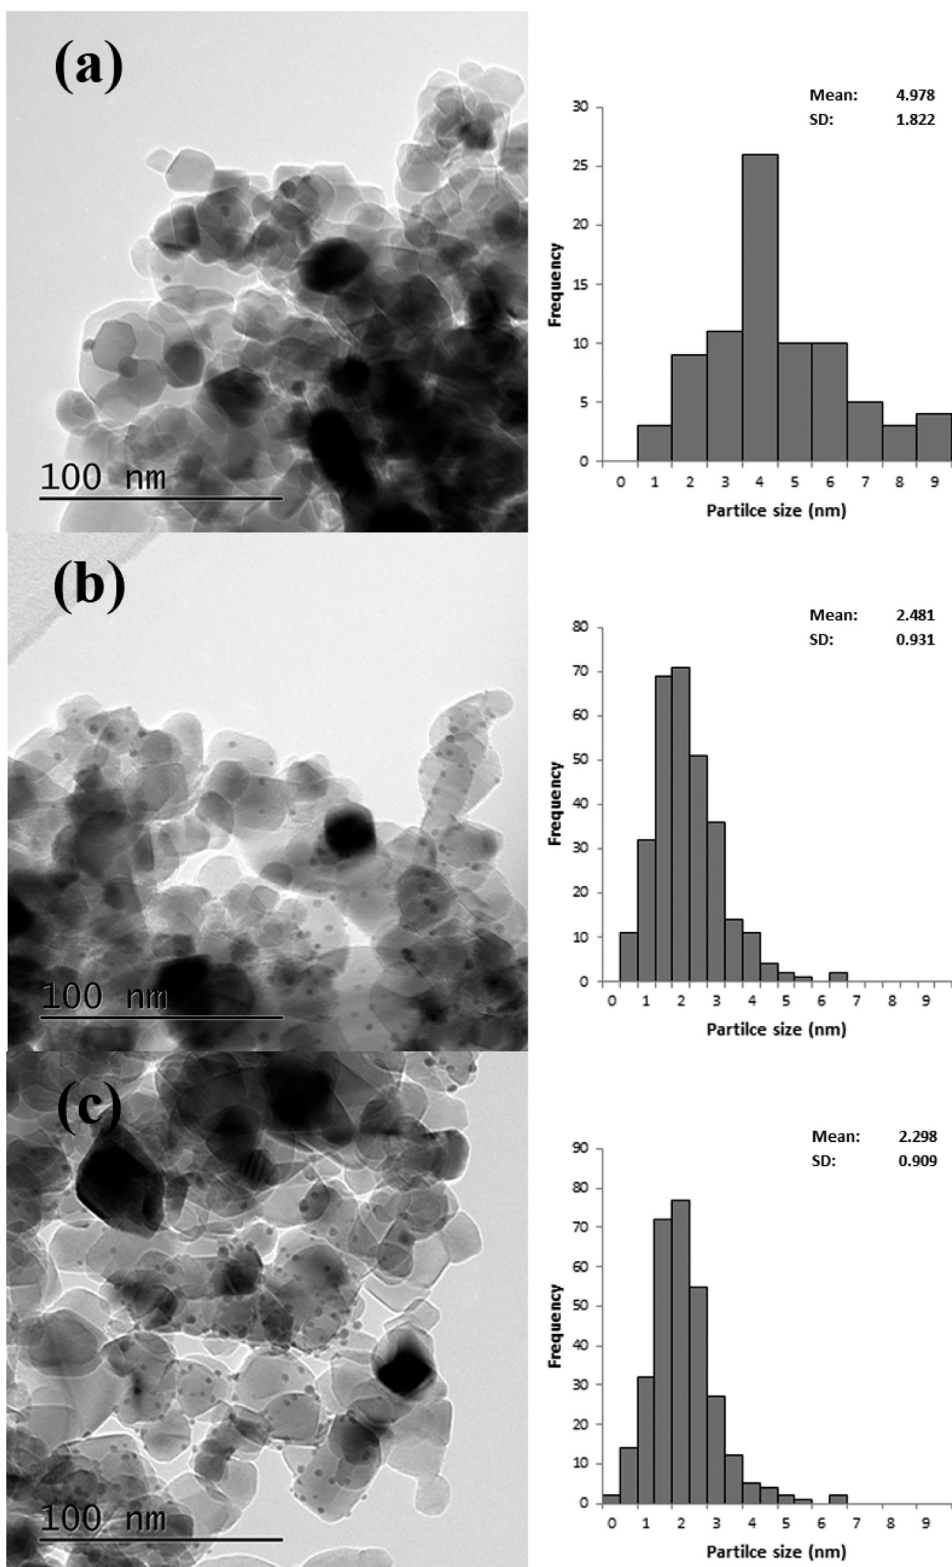 (a)
Mean: 4.978
SD: 1.822
30
25
20
15
10
5
0
Frequency
0 1 2 3 4 5 6 7 8 9
Partilce size (nm)
100 nm
(b)
Mean: 2.481
SD: 0.931
80
70
60
50
40
30
20
10
0
Frequency
0 1 2 3 4 5 6 7 8 9
Partilce size (nm)
100 nm
(c)
Mean: 2.298
SD: 0.909
90
80
70
60
50
40
30
20
10
0
Frequency
0 1 2 3 4 5 6 7 8 9
Partilce size (nm)
100 nm